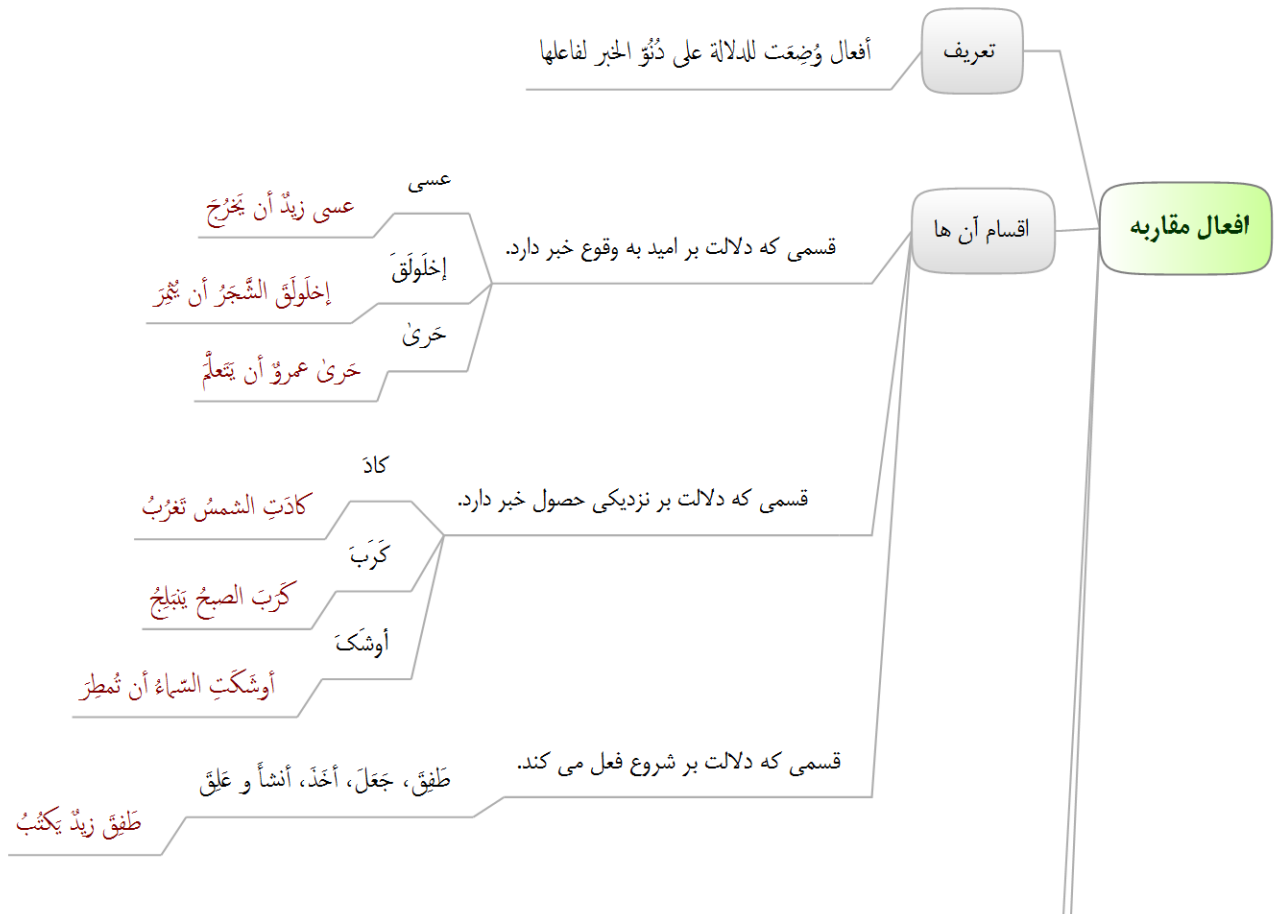 افعال مقاربه
تعریف
أفعال وُضِعَت للدلالة على دُنُوّ الخبر لفاعلها
اقسام آن ها
قسمی که دلالت بر امید به وقوع خبر دارد.
عسی
عسی زیدٌ أن یَخرُجَ
إخلَولَقَ
إخلَولَقَ الشَّجَرُ أن یُثمِرَ
حَریٰ
حَریٰ عمروٌ أن یَتَعلَّمَ
قسمی که دلالت بر نزدیکی حصول خبر دارد.
کادَ
کادَتِ الشمسُ تَغرُبُ
کَرَبَ
کَرَبَ الصبحُ یَنبَلِجُ
أوشَکَ
أوشَکَتِ السّماءُ أن تُمطِرَ
قسمی که دلالت بر شروع فعل می کند.
طَفِقَ، جَعَلَ، أخَذَ، أنشأَ و عَلِقَ
طَفِقَ زیدٌ یَکتُبُ